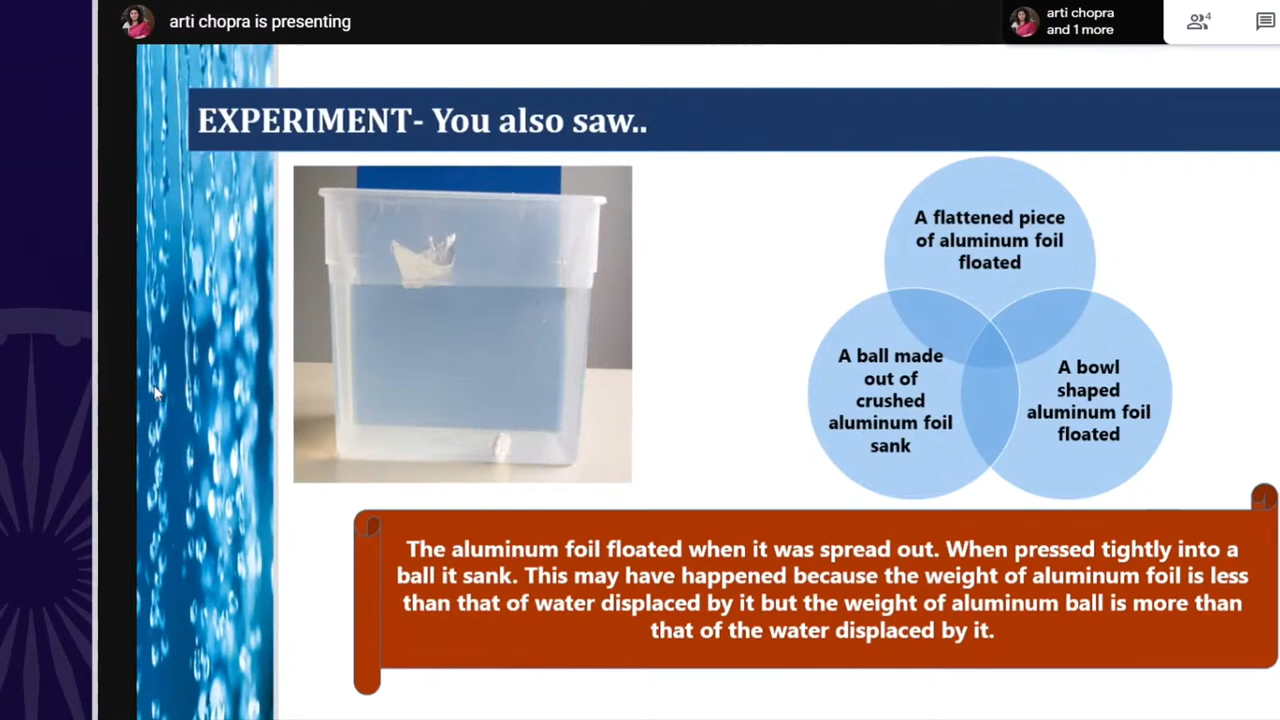 arti chopra is presenting
arti chopra
and 1 more
4
EXPERIMENT- You also saw..
A flattened piece
of aluminum foil
floated
A ball made
out of
crushed
aluminum foil
sank
A bowl
shaped
aluminum foil
floated
The aluminum foil floated when it was spread out. When pressed tightly into a
ball it sank. This may have happened because the weight of aluminum foil is less
than that of water displaced by it but the weight of aluminum ball is more than
that of the water displaced by it.